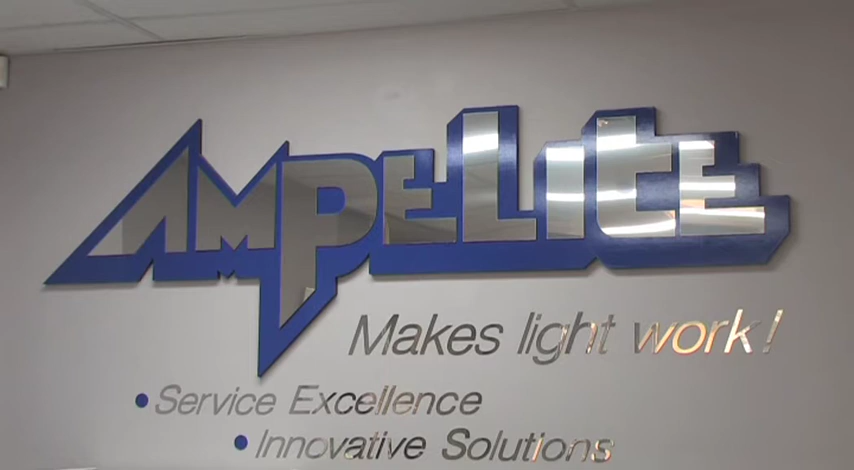 AMPELITE
Makes light work!
• Service Excellence
• Innovative Solutions